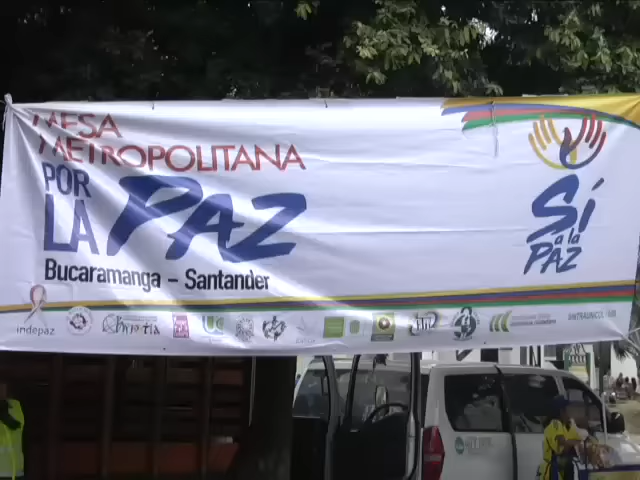 MESA
METROPOLITANA
POR
LA PAZ
Bucaramanga – Santander
SÍ
a la
PAZ
indepaz